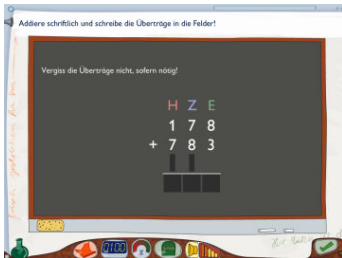 Addiere schriftlich und schreibe die Überträge in die Felder!
Vergiss die Überträge nicht, sofern nötig!
H Z E
1 7 8
+ 7 8 3